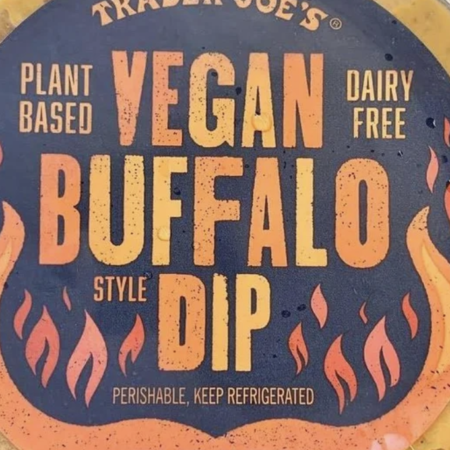 TRADER JOE'S®
PLANT BASED
VEGAN
DAIRY FREE
BUFFALO
STYLE
DIP
PERISHABLE, KEEP REFRIGERATED